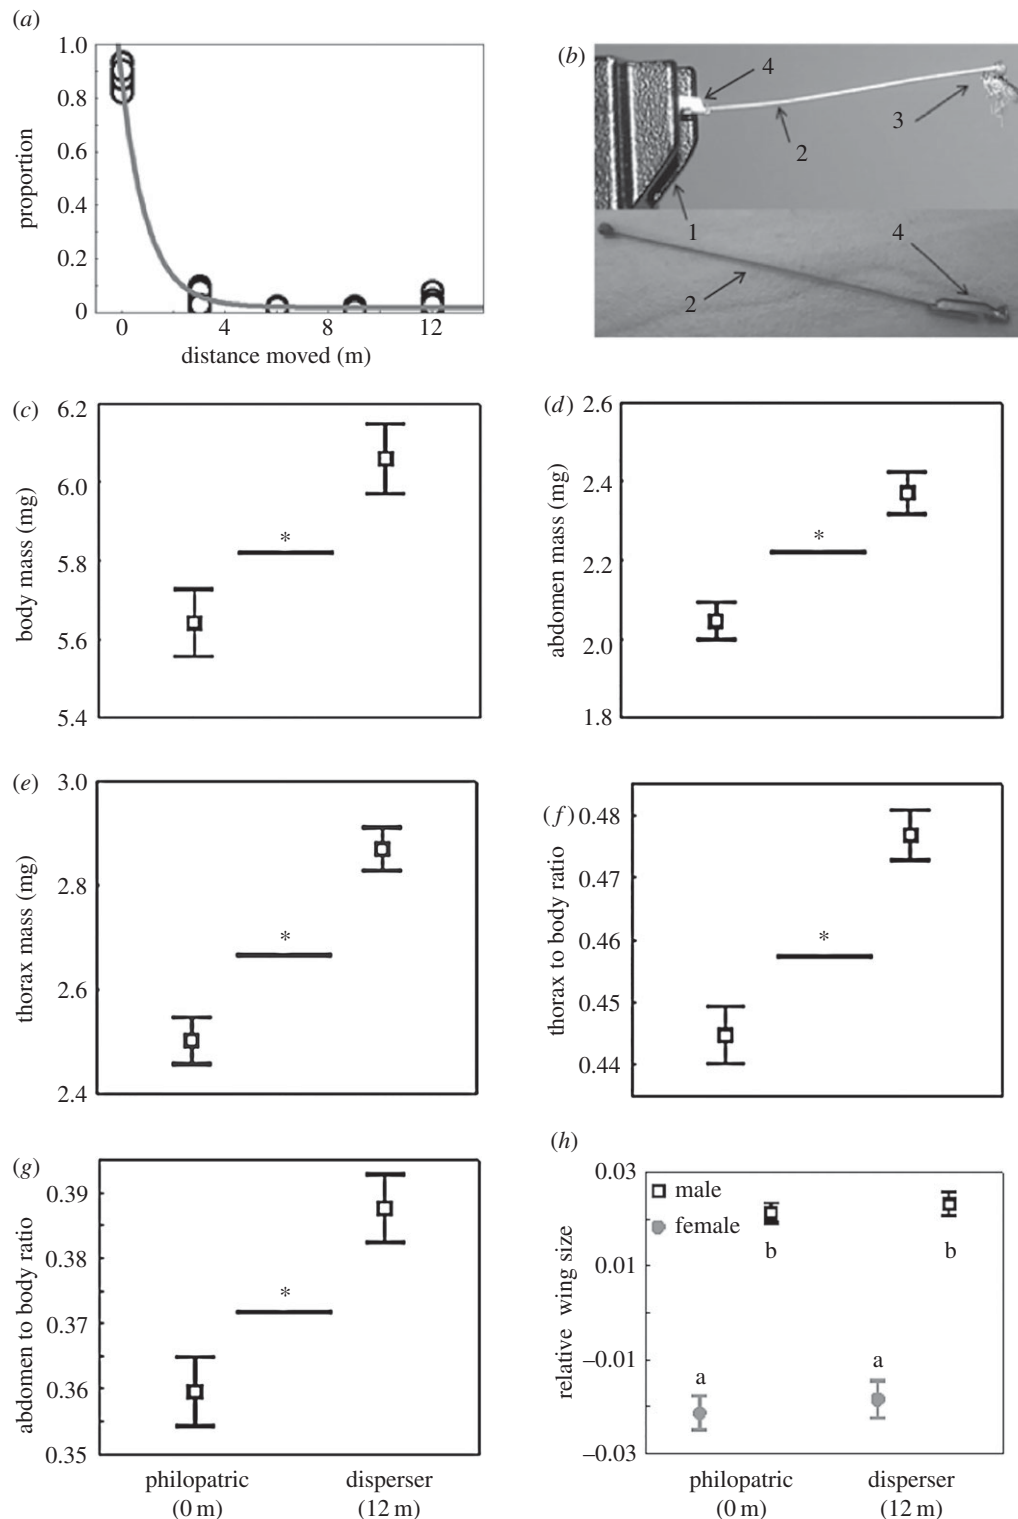 (a)
1.0
0.8
0.6
0.4
0.2
0
proportion
0 4 8 12
distance moved (m)
(b)
4
3
2
1
4
2
(c)
6.2
6.0
5.8
5.6
5.4
body mass (mg)
*
(d)
2.6
2.4
2.2
2.0
1.8
abdomen mass (mg)
*
(e)
3.0
2.8
2.6
2.4
thorax mass (mg)
*
(f)
0.48
0.47
0.46
0.45
0.44
thorax to body ratio
*
(g)
0.39
0.38
0.37
0.36
0.35
abdomen to body ratio
*
philopatric
(0 m)
disperser
(12 m)
(h)
0.03
0.01
–0.01
–0.03
relative wing size
male
female
b
b
a
a
philopatric
(0 m)
disperser
(12 m)